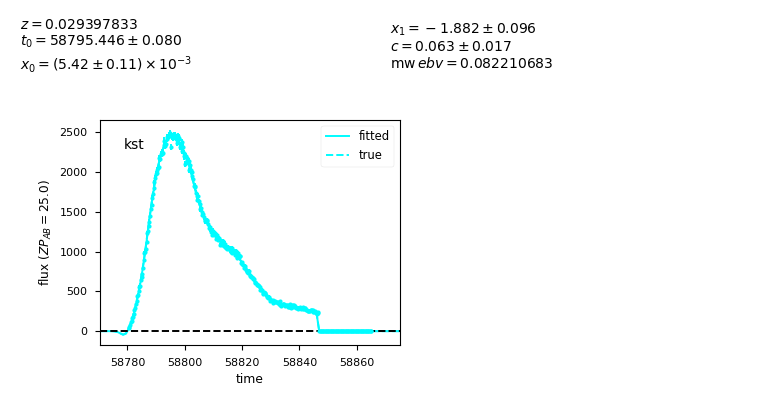 z = 0.029397833
t₀ = 58795.446 ± 0.080
x₀ = (5.42 ± 0.11) × 10⁻³
x₁ = −1.882 ± 0.096
c = 0.063 ± 0.017
mw ebv = 0.082210683
kst
fitted
true
flux (ZP_AB = 25.0)
2500
2000
1500
1000
500
0
58780 58800 58820 58840 58860
time